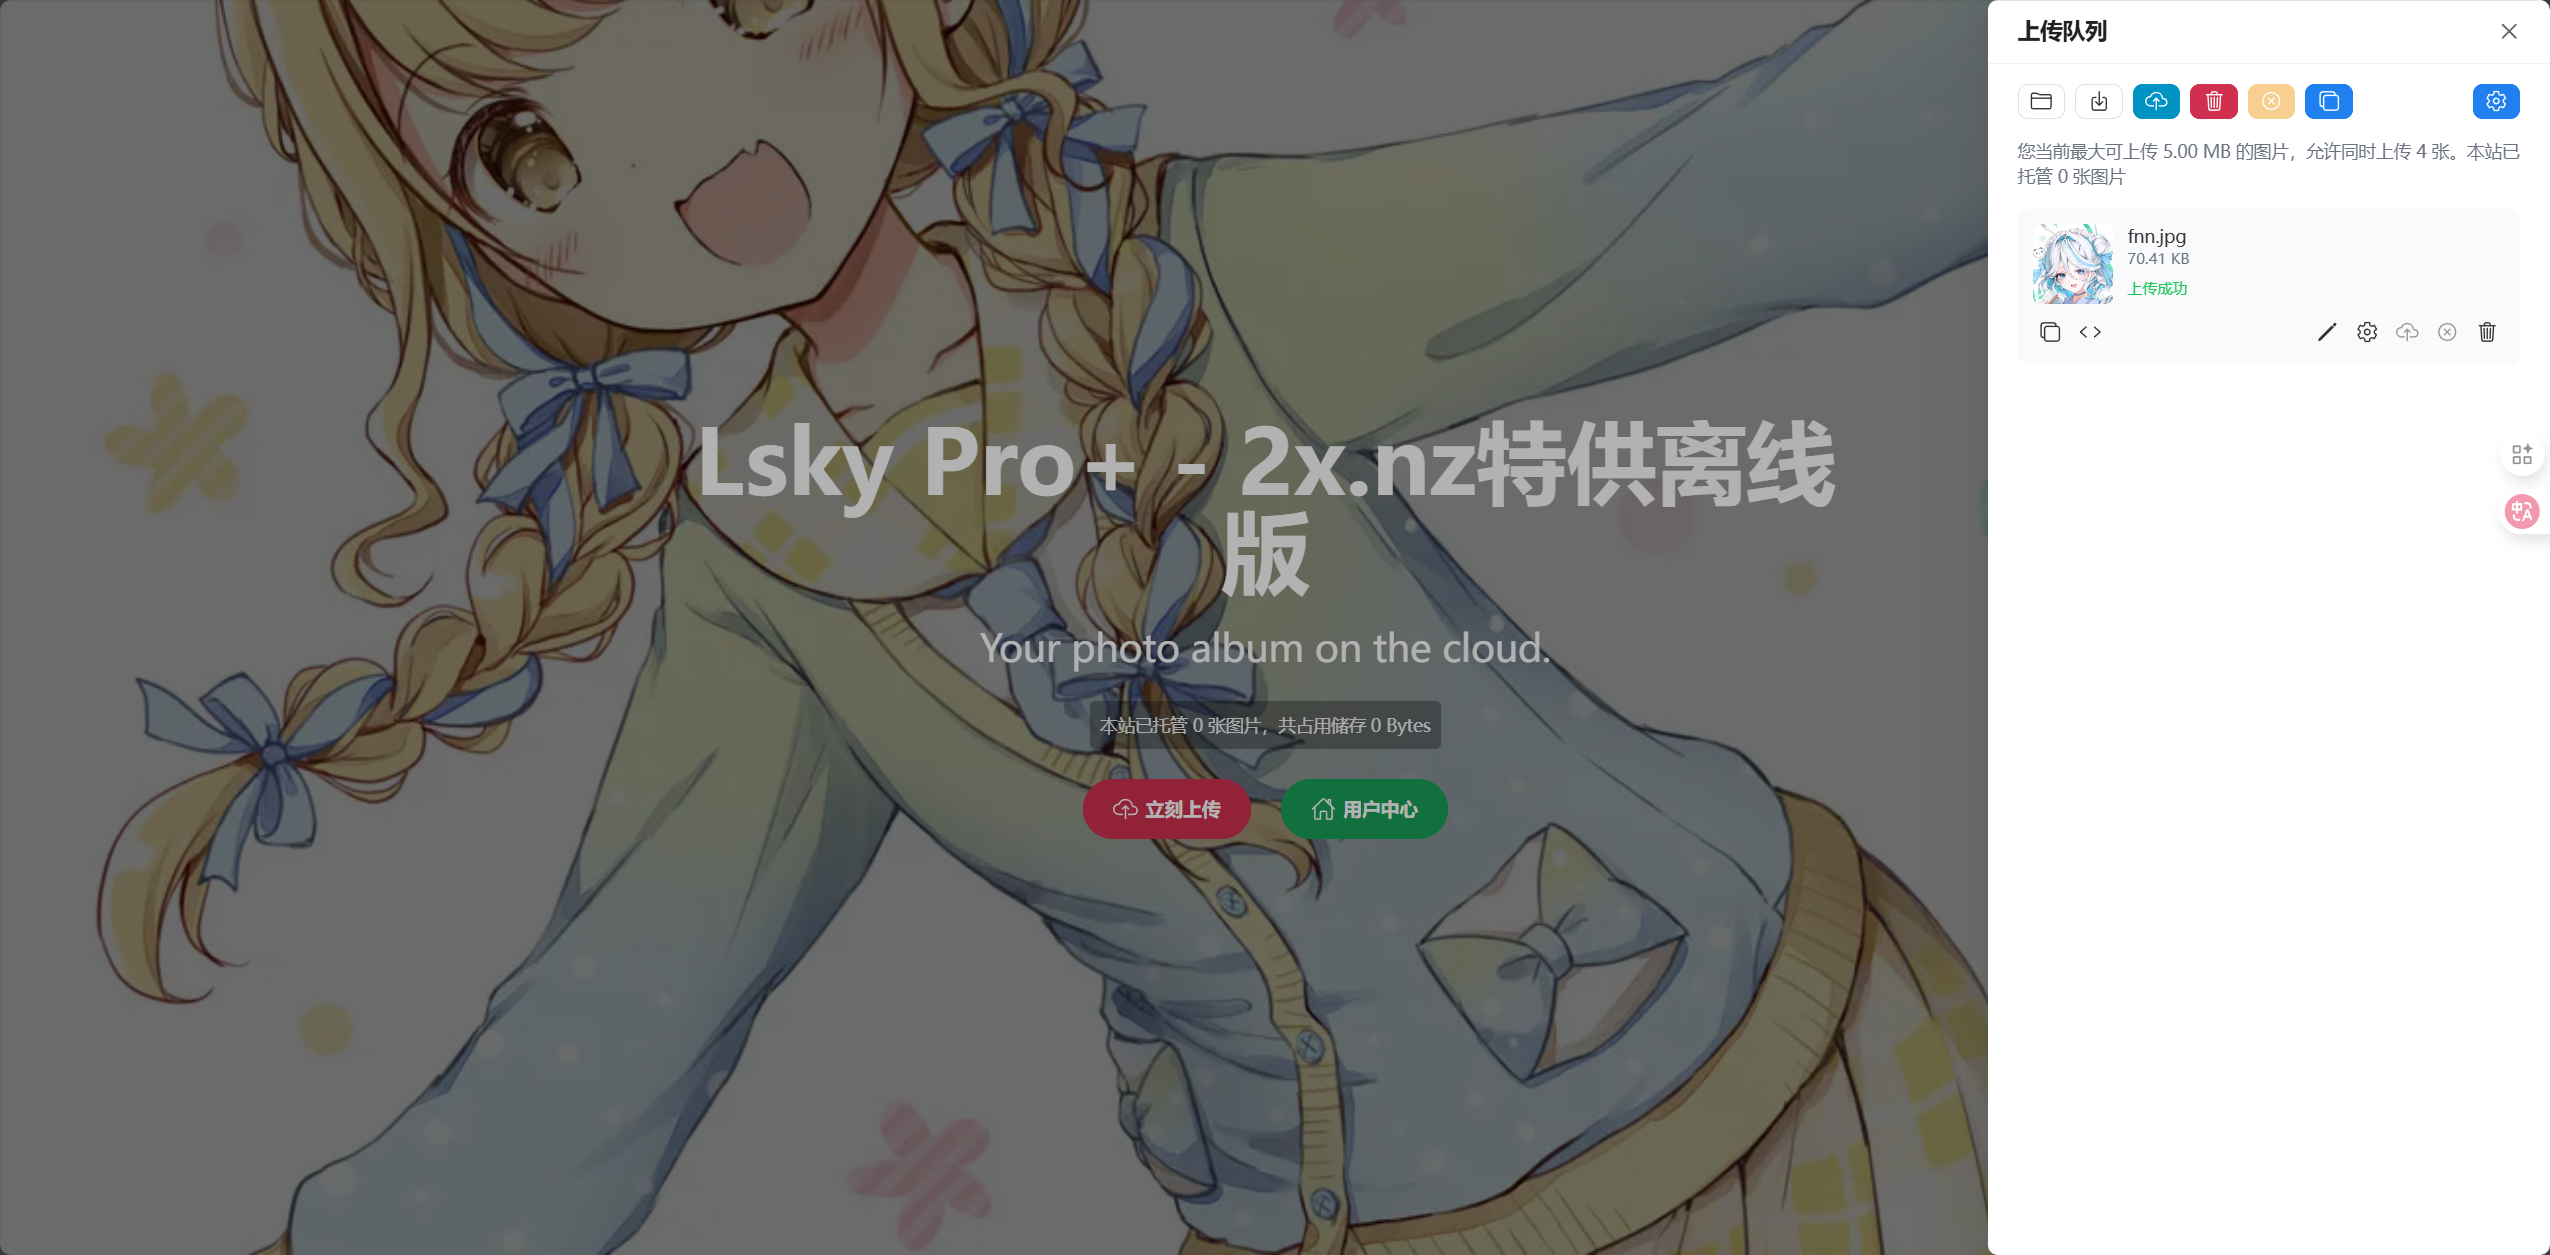 上传队列
您当前最大可上传 5.00 MB 的图片，允许同时上传 4 张。本站已
托管 0 张图片
fnn.jpg
70.41 KB
上传成功
Lsky Pro+ - 2x.nz特供离线
版
Your photo album on the cloud.
本站已托管 0 张图片，共占用储存 0 Bytes
立刻上传
用户中心
中A